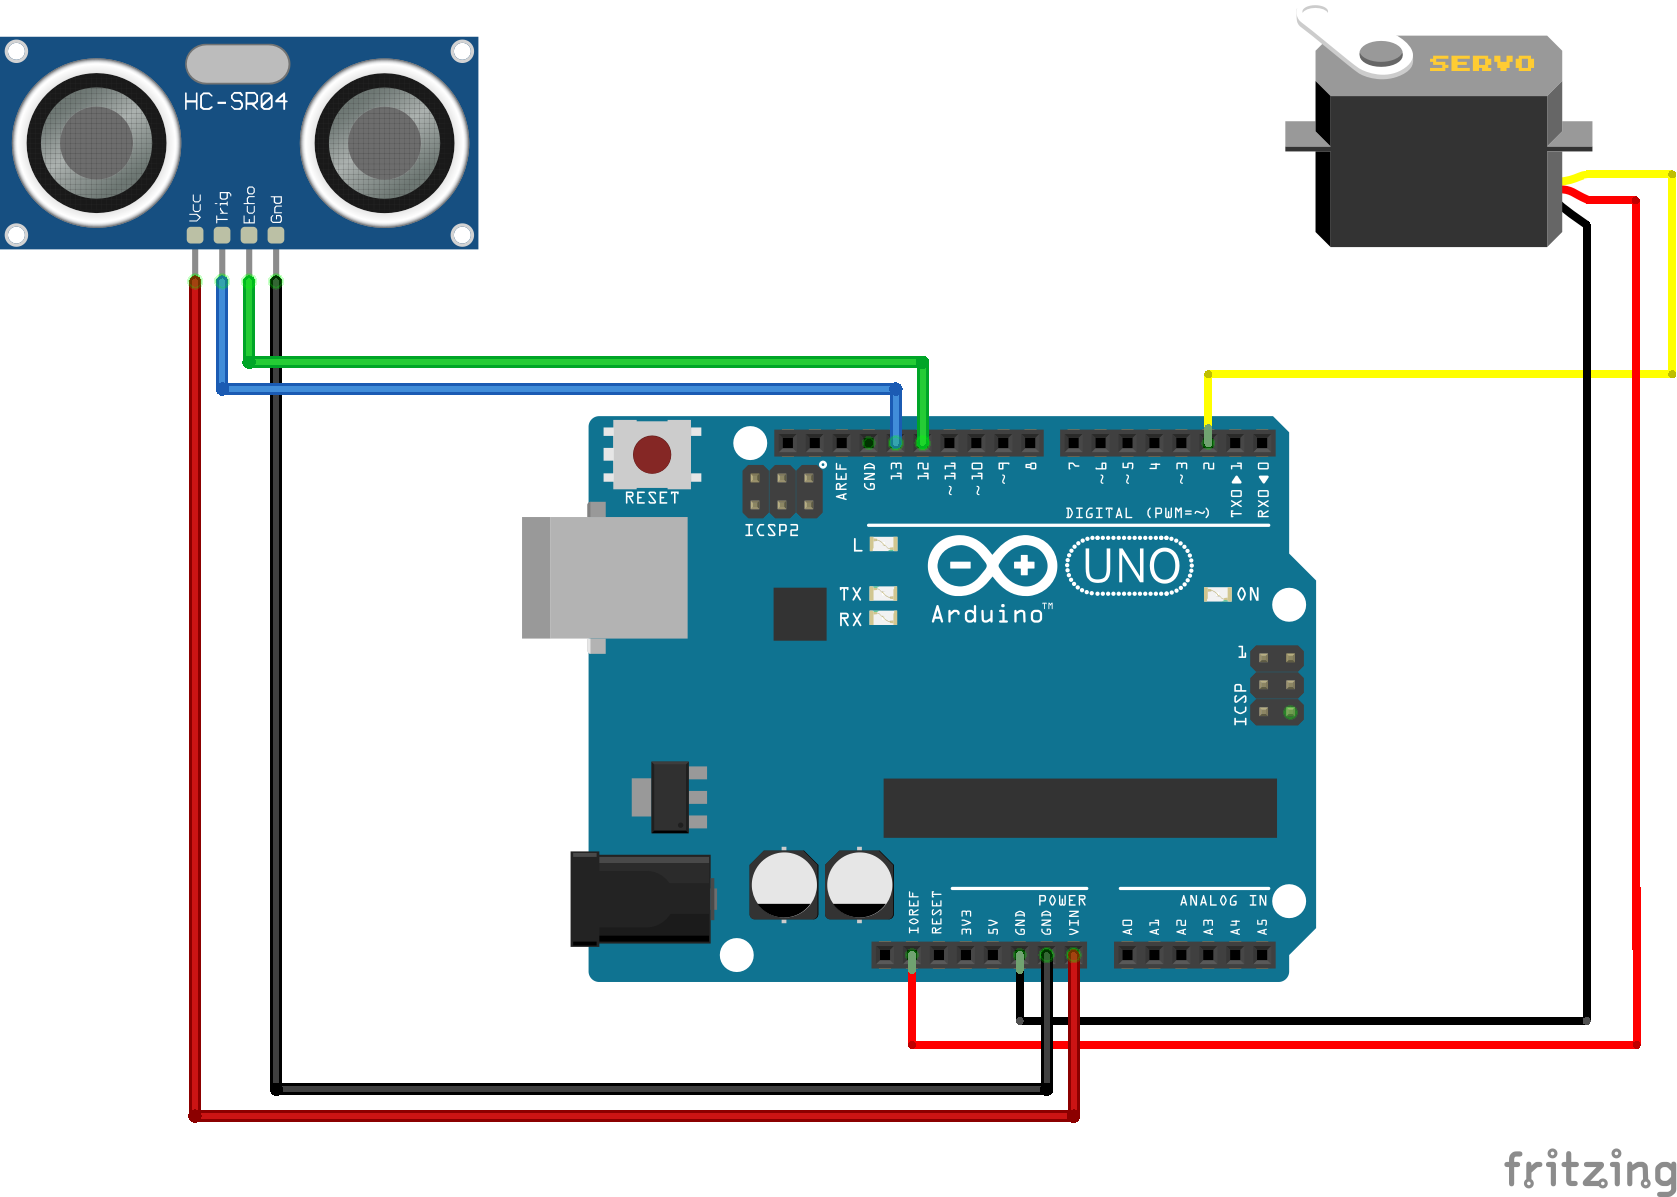 SERVO
HC-SR04
Vcc
Trig
Echo
Gnd
RESET
ICSP2
AREF
GND
13
12
~11
~10
~9
8
7
~6
~5
4
~3
2
TX0▶1
RX0◀0
DIGITAL (PWM=~)
L
TX
RX
UNO
Arduino™
ON
1
ICSP
IOREF
RESET
3V3
5V
GND
GND
VIN
POWER
ANALOG IN
A0
A1
A2
A3
A4
A5
fritzing